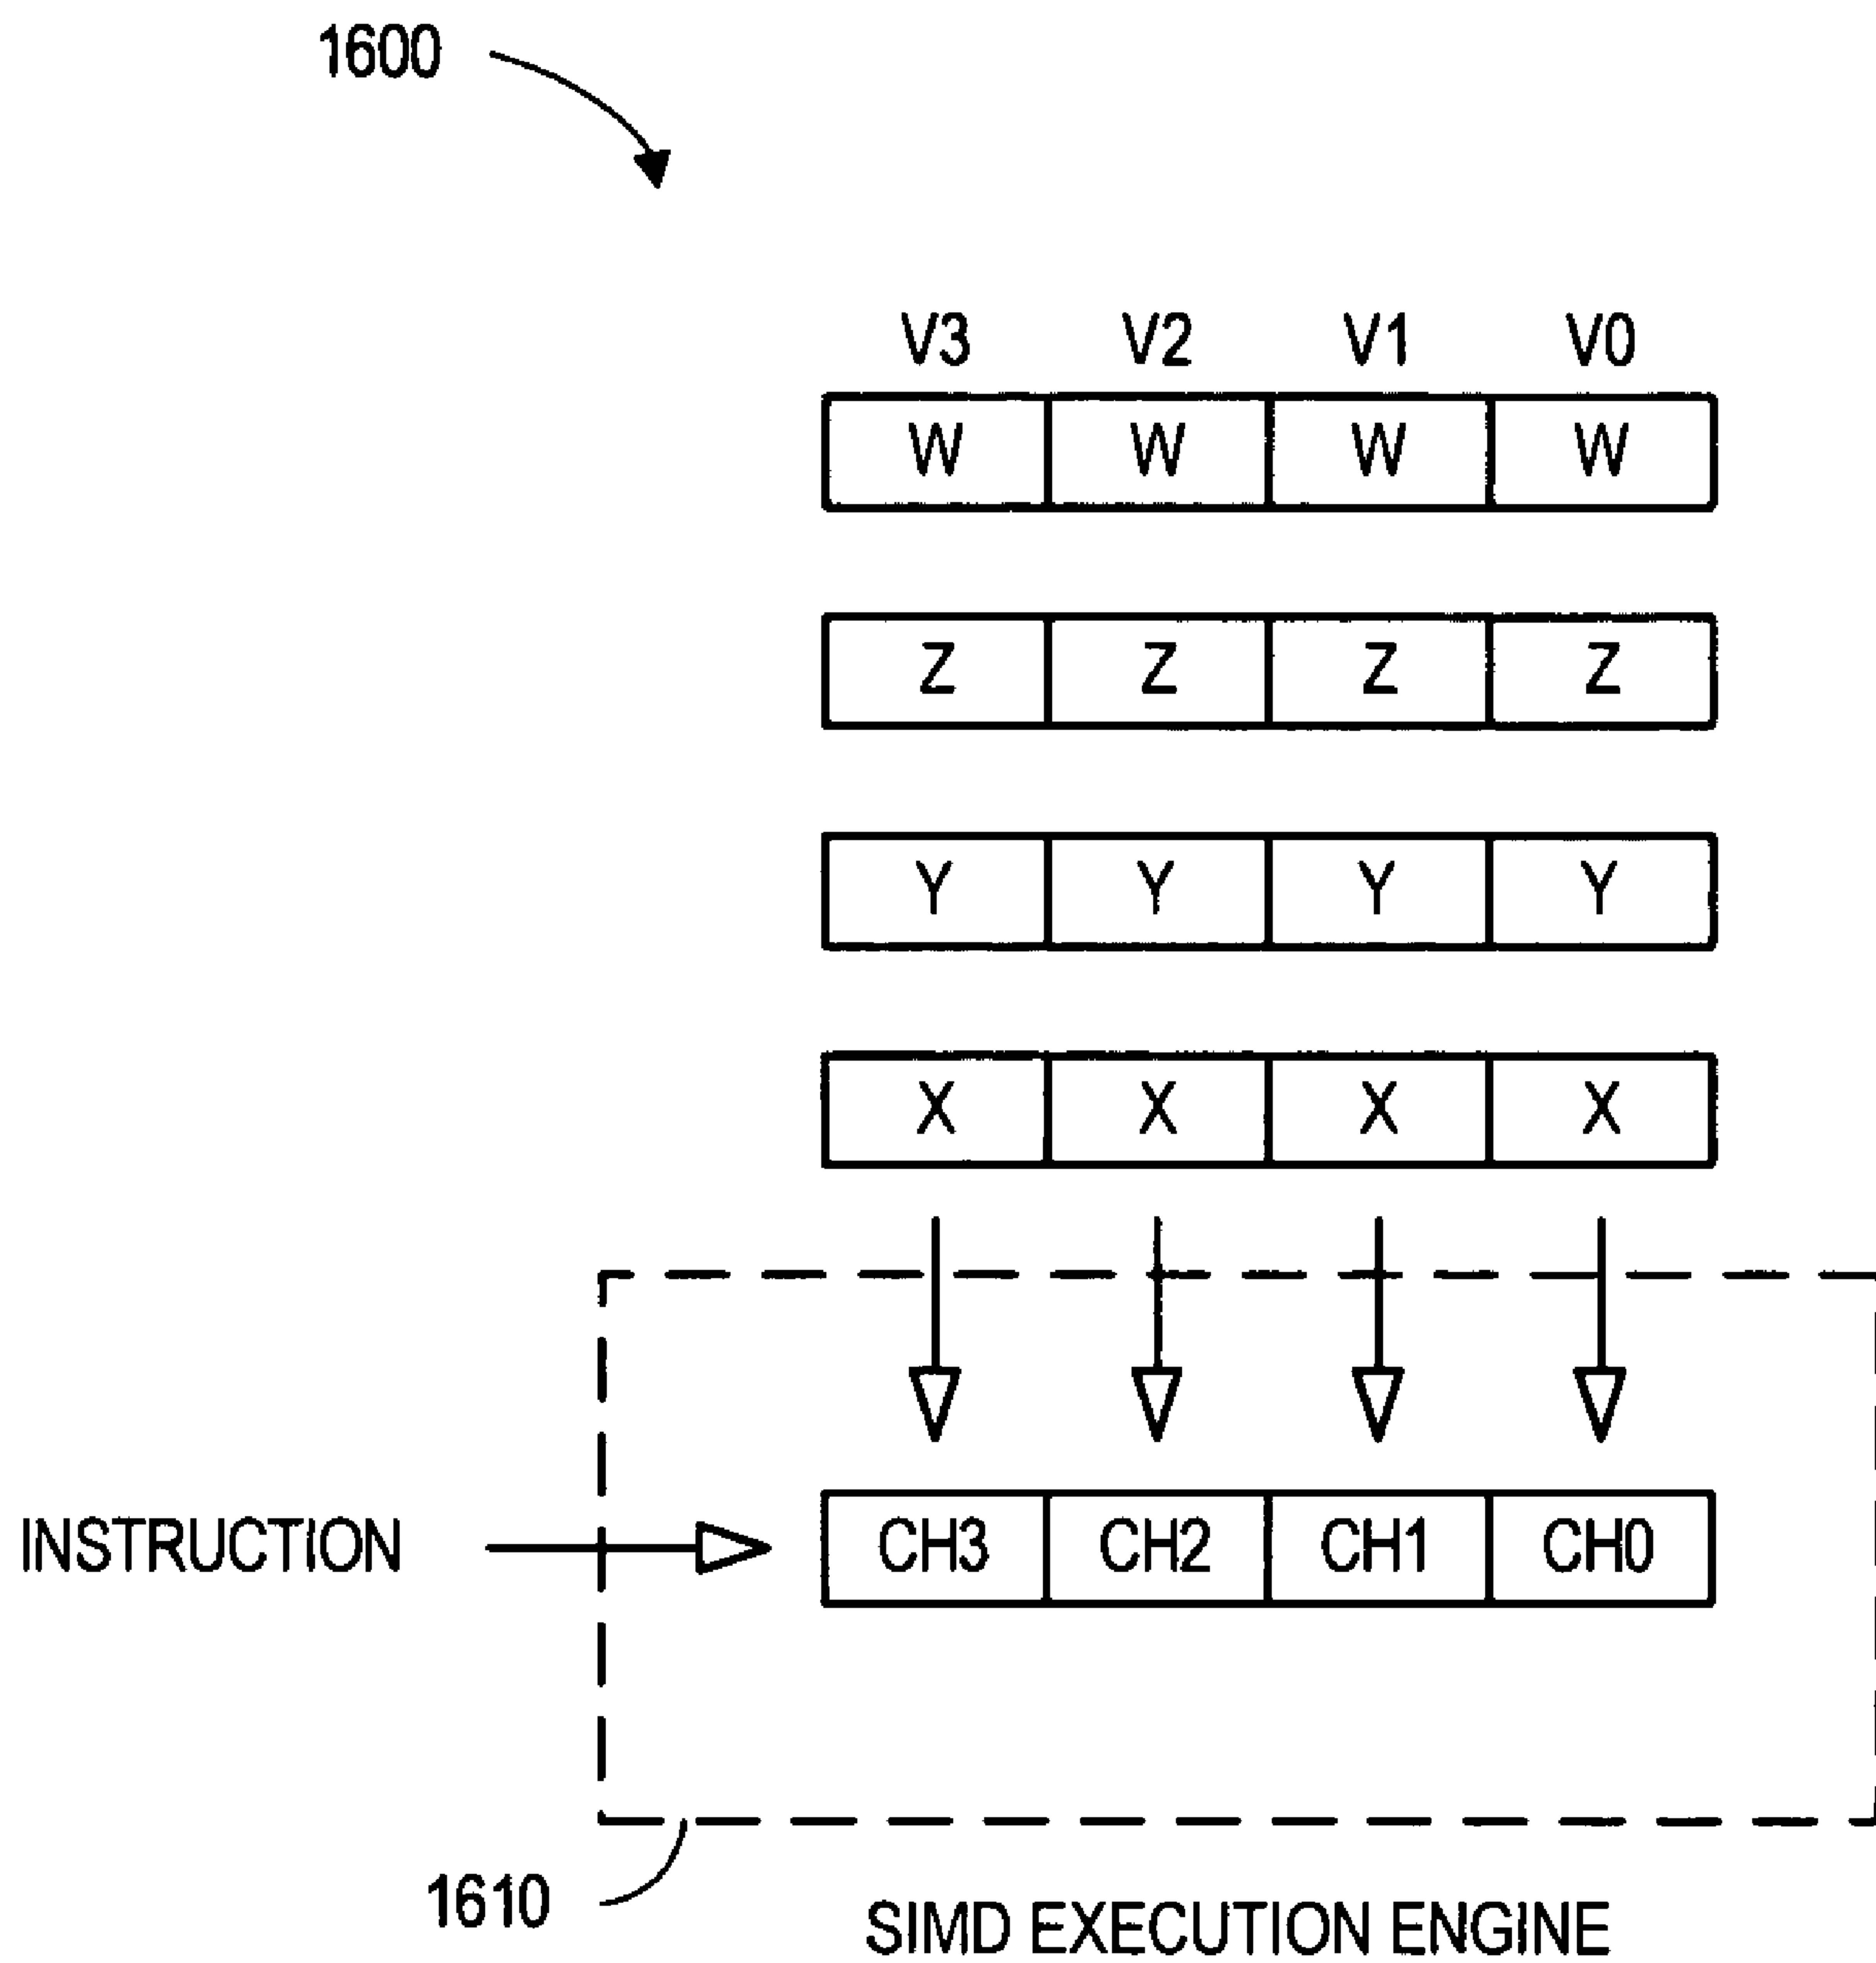 1600
V3 V2 V1 V0
W W W W
Z Z Z Z
Y Y Y Y
X X X X
INSTRUCTION CH3 CH2 CH1 CH0
1610
SIMD EXECUTION ENGINE